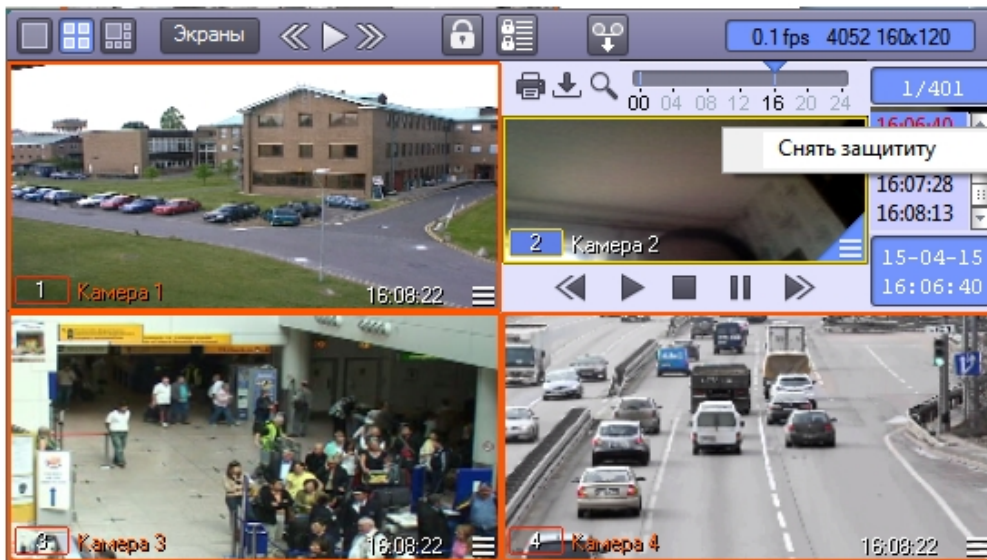 Экраны
0.1 fps 4052 160x120
00 04 08 12 16 20 24
1/401
16:06:40
Снять защититу
16:07:28
16:08:13
2 Камера 2
15-04-15
16:06:40
1 Камера 1 16:08:22
3 Камера 3 16:08:22
4 Камера 4 16:08:22